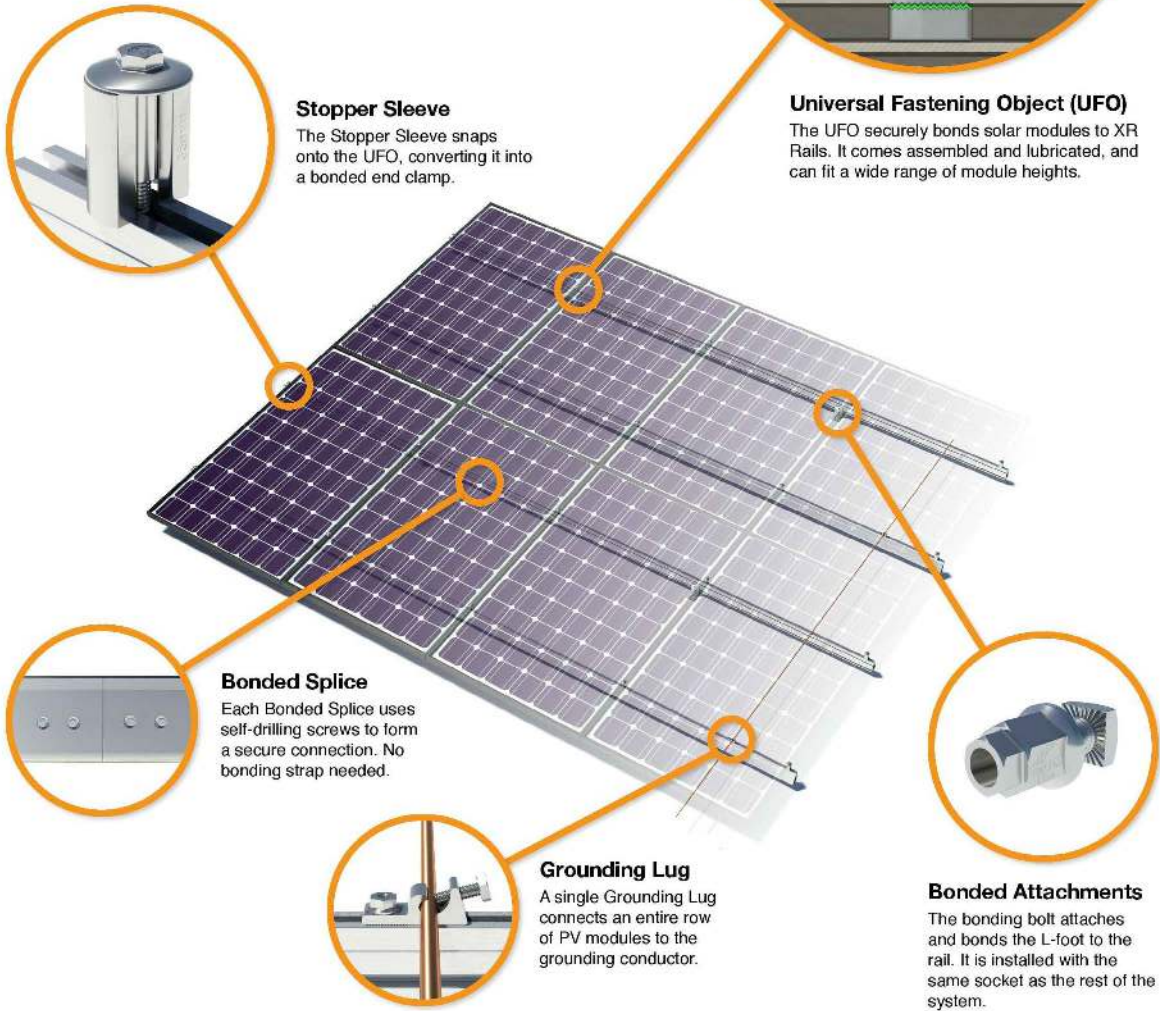 Stopper Sleeve
The Stopper Sleeve snaps
onto the UFO, converting it into
a bonded end clamp.
Universal Fastening Object (UFO)
The UFO securely bonds solar modules to XR
Rails. It comes assembled and lubricated, and
can fit a wide range of module heights.
Bonded Splice
Each Bonded Splice uses
self-drilling screws to form
a secure connection. No
bonding strap needed.
Grounding Lug
A single Grounding Lug
connects an entire row
of PV modules to the
grounding conductor.
Bonded Attachments
The bonding bolt attaches
and bonds the L-foot to the
rail. It is installed with the
same socket as the rest of the
system.